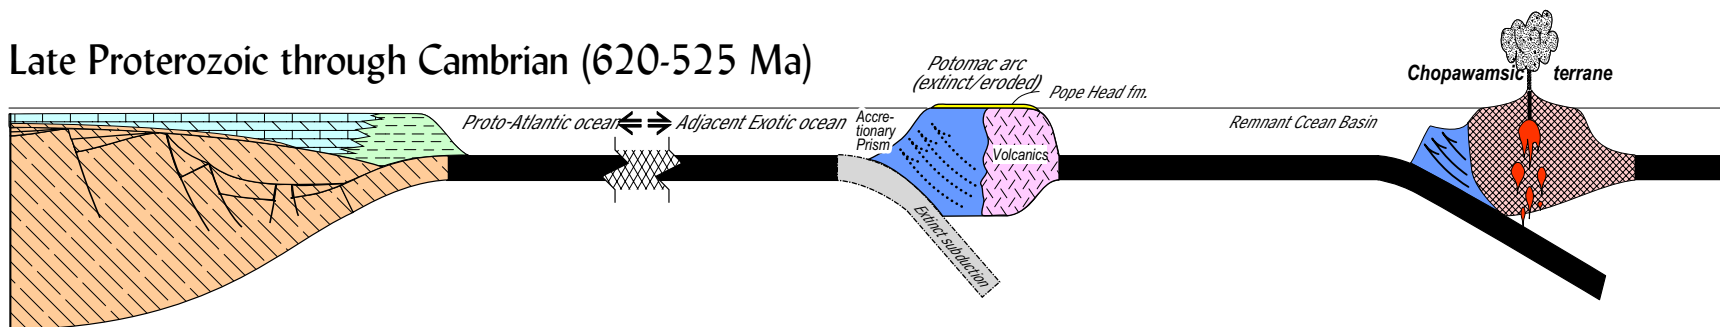 Late Proterozoic through Cambrian (620-525 Ma)
Potomac arc
(extinct/eroded)
Pope Head fm.
Chopawamsic terrane
Proto-Atlantic ocean
Adjacent Exotic ocean
Accre-
tionary
Prism
Volcanics
Remnant Ocean Basin
Extinct subduction